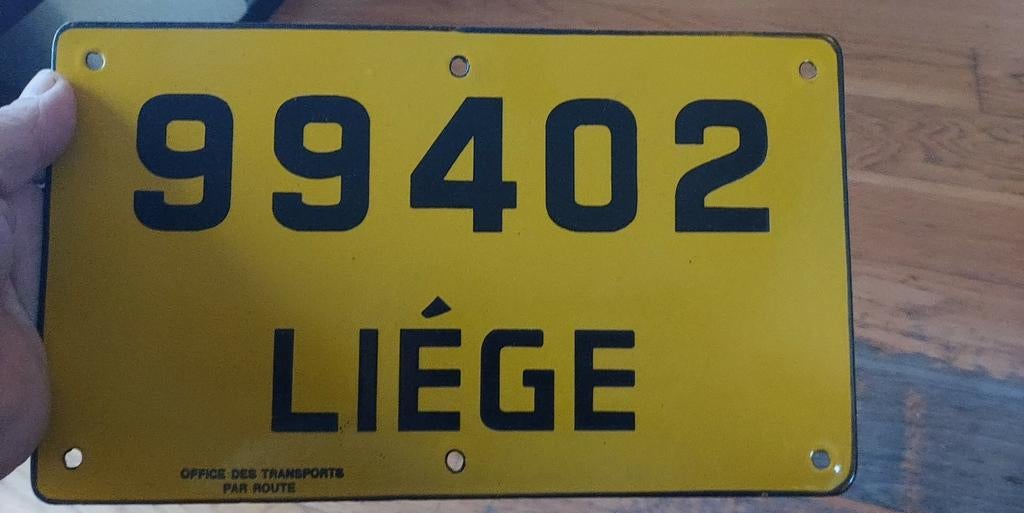 99402
LIÉGE
OFFICE DES TRANSPORTS
PAR ROUTE